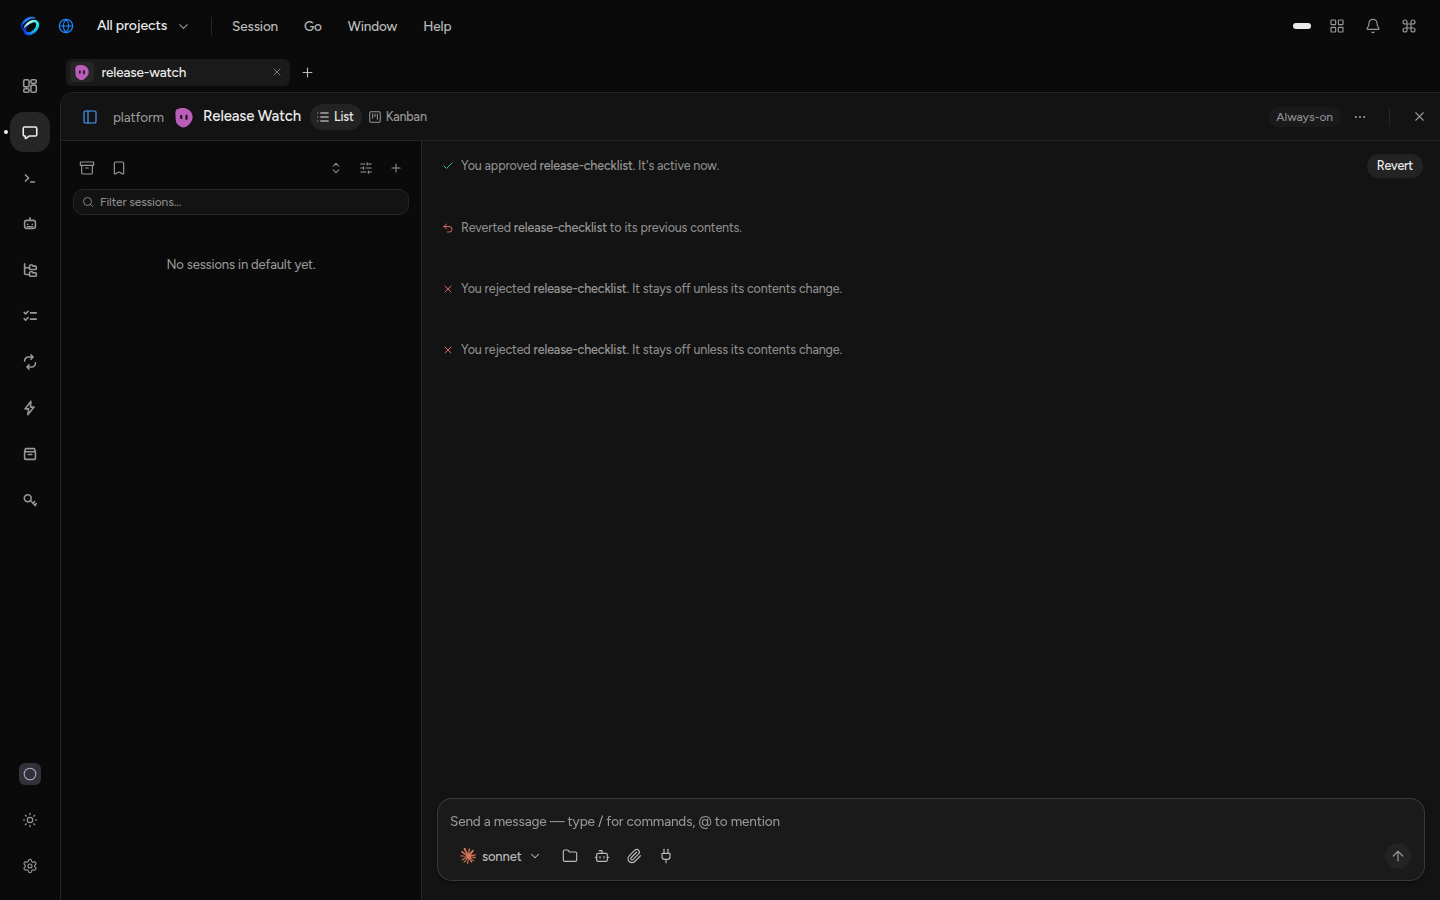 All projects
Session
Go
Window
Help
release-watch
platform
Release Watch
List
Kanban
Always-on
Filter sessions...
No sessions in default yet.
You approved release-checklist. It's active now.
Revert
Reverted release-checklist to its previous contents.
You rejected release-checklist. It stays off unless its contents change.
You rejected release-checklist. It stays off unless its contents change.
Send a message — type / for commands, @ to mention
sonnet